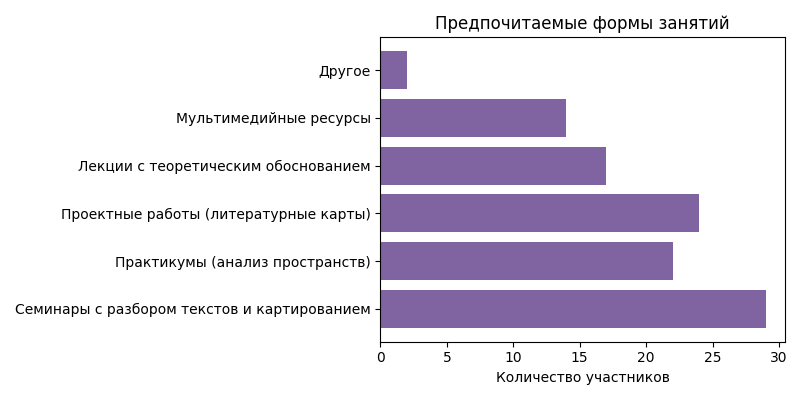 Предпочитаемые формы занятий
Другое
Мультимедийные ресурсы
Лекции с теоретическим обоснованием
Проектные работы (литературные карты)
Практикумы (анализ пространств)
Семинары с разбором текстов и картированием
0 5 10 15 20 25 30
Количество участников